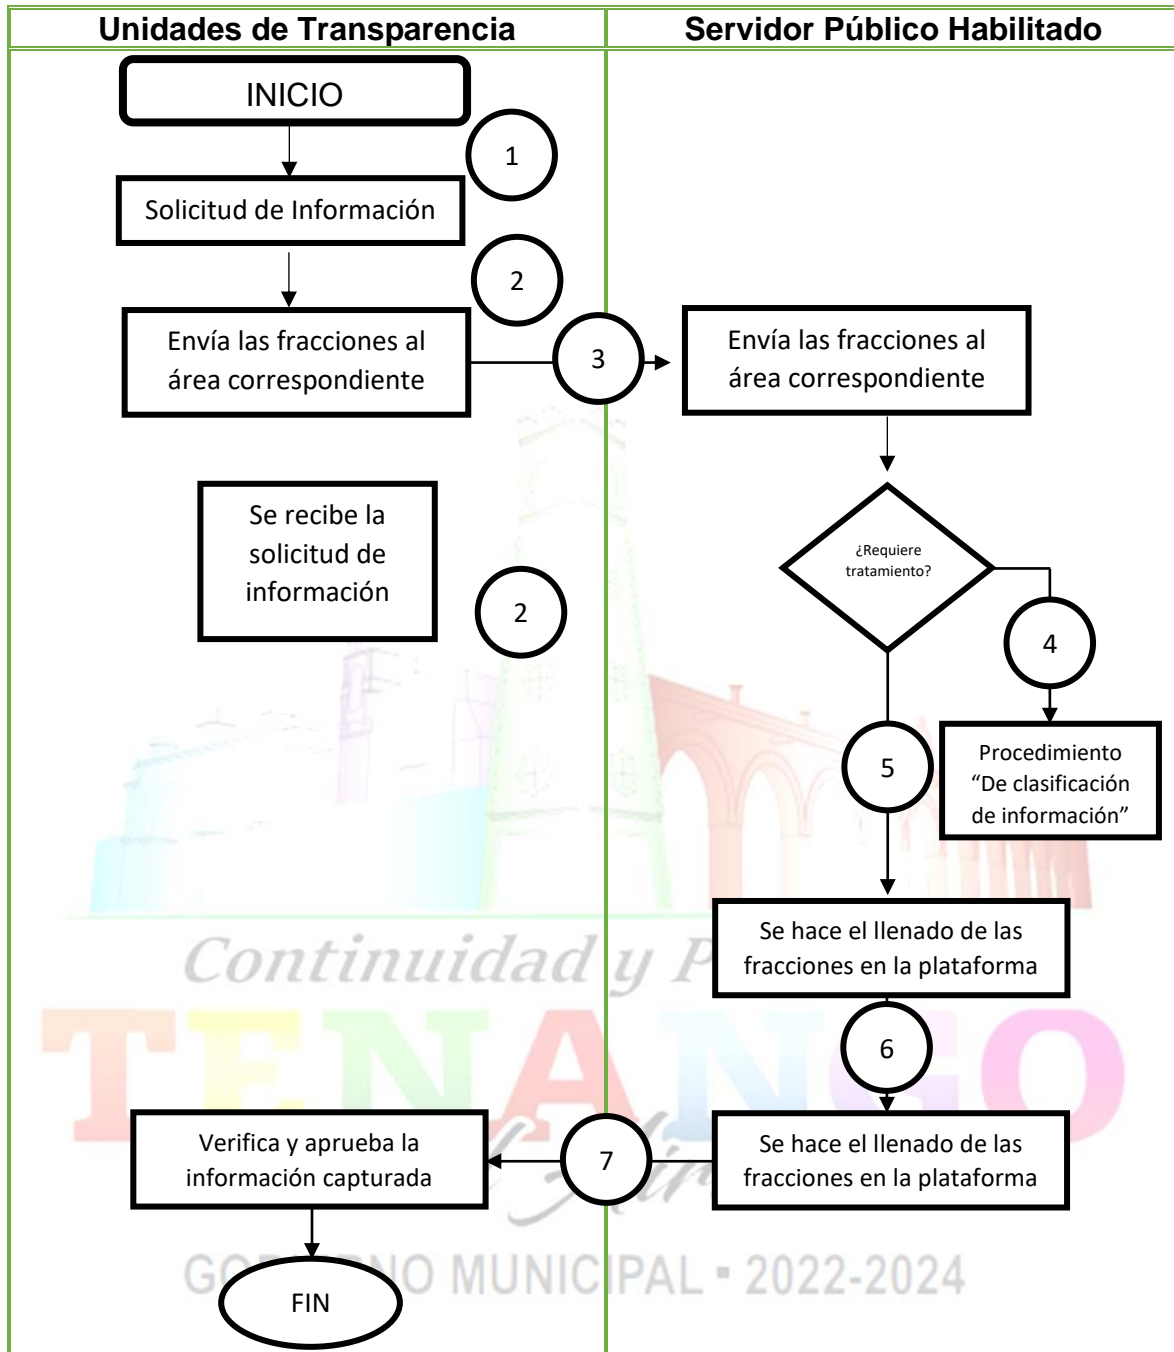 Unidades de Transparencia
Servidor Público Habilitado
INICIO
1
Solicitud de Información
2
Envía las fracciones al
área correspondiente
3
Envía las fracciones al
área correspondiente
Se recibe la
solicitud de
información
2
¿Requiere
tratamiento?
4
5
Procedimiento
“De clasificación
de información”
Se hace el llenado de las
fracciones en la plataforma
Continuidad y
TENANGO
6
Verifica y aprueba la
información capturada
7
Se hace el llenado de las
fracciones en la plataforma
MUNICIPAL ▪ 2022-2024
FIN